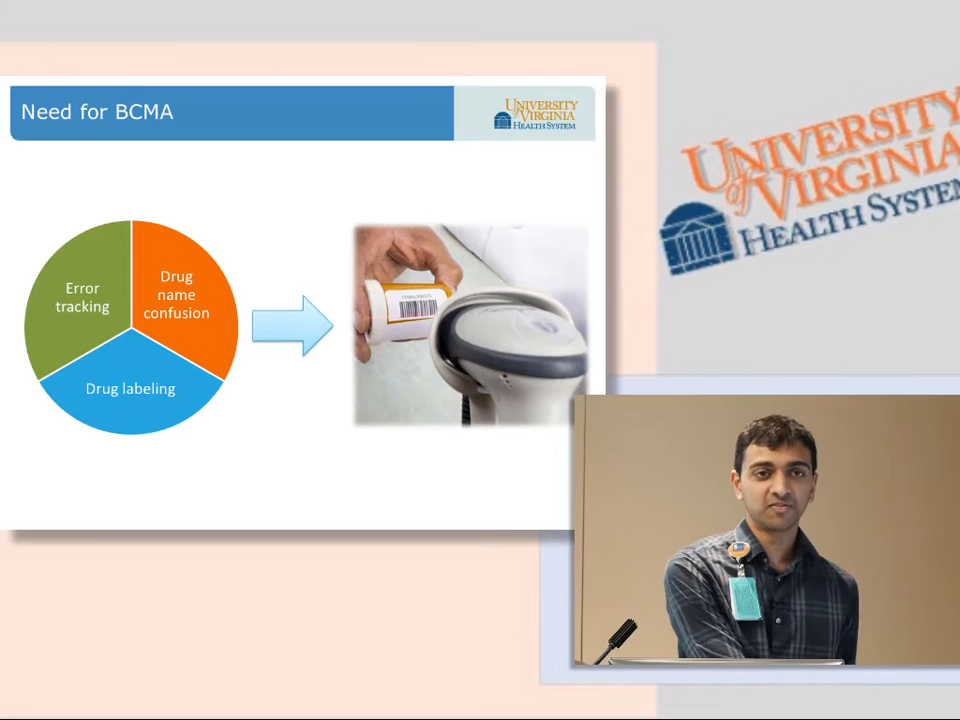 Need for BCMA
UNIVERSITY
of VIRGINIA
HEALTH SYSTEM
Error
tracking
Drug
name
confusion
Drug labeling
UNIVERSITY
of VIRGINIA
HEALTH SYSTEM